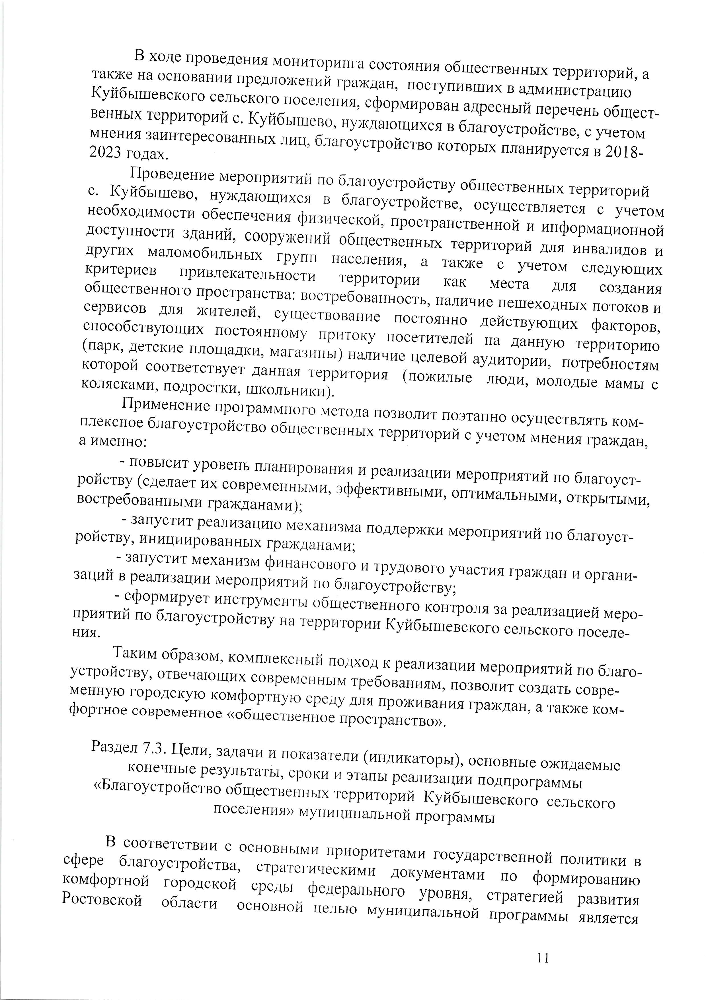 В ходе проведения мониторинга состояния общественных территорий, а
также на основании предложений граждан, поступивших в администрацию
Куйбышевского сельского поселения, сформирован адресный перечень общест-
венных территорий с. Куйбышево, нуждающихся в благоустройстве, с учетом
мнения заинтересованных лиц, благоустройство которых планируется в 2018-
2023 годах.
Проведение мероприятий по благоустройству общественных территорий
с. Куйбышево, нуждающихся в благоустройстве, осуществляется с учетом
необходимости обеспечения физической, пространственной и информационной
доступности зданий, сооружений общественных территорий для инвалидов и
других маломобильных групп населения, а также с учетом следующих
критериев привлекательности территории как места для создания
общественного пространства: востребованность, наличие пешеходных потоков и
сервисов для жителей, существование постоянно действующих факторов,
способствующих постоянному притоку посетителей на данную территорию
(парк, детские площадки, магазины) наличие целевой аудитории, потребностям
которой соответствует данная территория (пожилые люди, молодые мамы с
колясками, подростки, школьники).
Применение программного метода позволит поэтапно осуществлять ком-
плексное благоустройство общественных территорий с учетом мнения граждан,
а именно:
- повысит уровень планирования и реализации мероприятий по благоуст-
ройству (сделает их современными, эффективными, оптимальными, открытыми,
востребованными гражданами);
- запустит реализацию механизма поддержки мероприятий по благоуст-
ройству, инициированных гражданами;
- запустит механизм финансового и трудового участия граждан и органи-
заций в реализации мероприятий по благоустройству;
- сформирует инструменты общественного контроля за реализацией меро-
приятий по благоустройству на территории Куйбышевского сельского поселе-
ния.
Таким образом, комплексный подход к реализации мероприятий по благо-
устройству, отвечающих современным требованиям, позволит создать совре-
менную городскую комфортную среду для проживания граждан, а также ком-
фортное современное «общественное пространство».
Раздел 7.3. Цели, задачи и показатели (индикаторы), основные ожидаемые
конечные результаты, сроки и этапы реализации подпрограммы
«Благоустройство общественных территорий Куйбышевского сельского
поселения» муниципальной программы
В соответствии с основными приоритетами государственной политики в
сфере благоустройства, стратегическими документами по формированию
комфортной городской среды федерального уровня, стратегией развития
Ростовской области основной целью муниципальной программы является
11